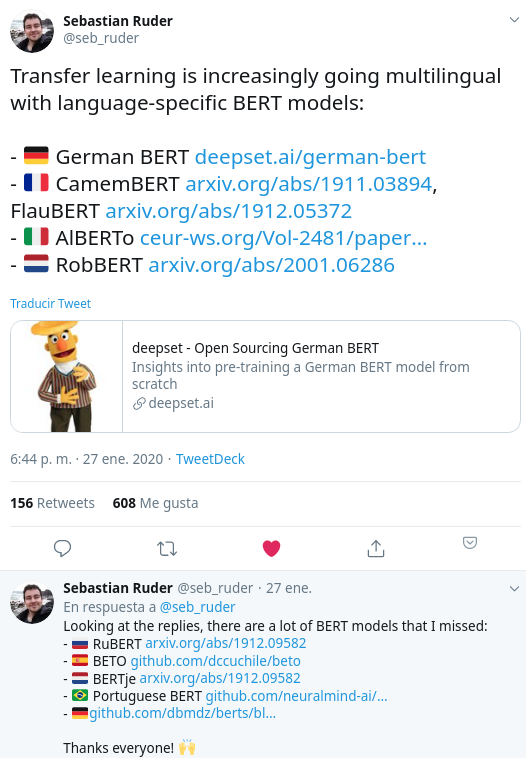 Sebastian Ruder
@seb_ruder
Transfer learning is increasingly going multilingual
with language-specific BERT models:
- 🇩🇪 German BERT deepset.ai/german-bert
- 🇫🇷 CamemBERT arxiv.org/abs/1911.03894,
FlauBERT arxiv.org/abs/1912.05372
- 🇮🇹 AlBERTo ceur-ws.org/Vol-2481/paper...
- 🇳🇱 RobBERT arxiv.org/abs/2001.06286
Traducir Tweet
deepset - Open Sourcing German BERT
Insights into pre-training a German BERT model from
scratch
deepset.ai
6:44 p. m. · 27 ene. 2020 · TweetDeck
156 Retweets 608 Me gusta
Sebastian Ruder @seb_ruder · 27 ene.
En respuesta a @seb_ruder
Looking at the replies, there are a lot of BERT models that I missed:
- 🇷🇺 RuBERT arxiv.org/abs/1912.09582
- 🇪🇸 BETO github.com/dccuchile/beto
- 🇳🇱 BERTje arxiv.org/abs/1912.09582
- 🇧🇷 Portuguese BERT github.com/neuralmind-ai/...
- 🇩🇪github.com/dbmdz/berts/bl...
Thanks everyone! 🙌